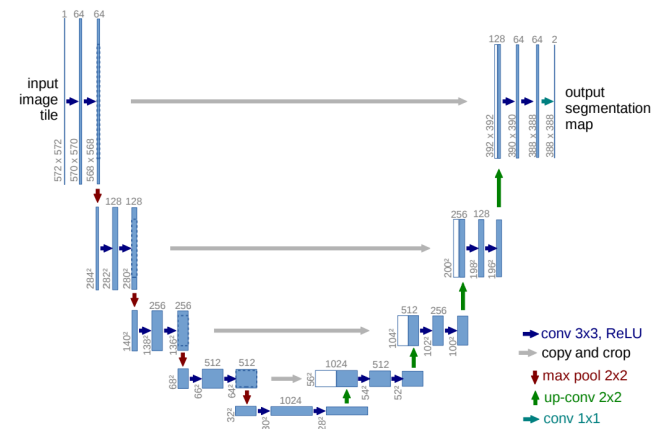 1 64 64
128 64 64 2
input
image
tile
output
segmentation
map
572 x 572
570 x 570
568 x 568
392 x 392
390 x 390
388 x 388
388 x 388
128 128
256 128
284²
282²
280²
200²
198²
196²
256 256
512 256
140²
138²
136²
104²
102²
100²
512 512
1024 512
68²
66²
64²
56²
54²
52²
1024
32²
30²
28²
conv 3x3, ReLU
copy and crop
max pool 2x2
up-conv 2x2
conv 1x1